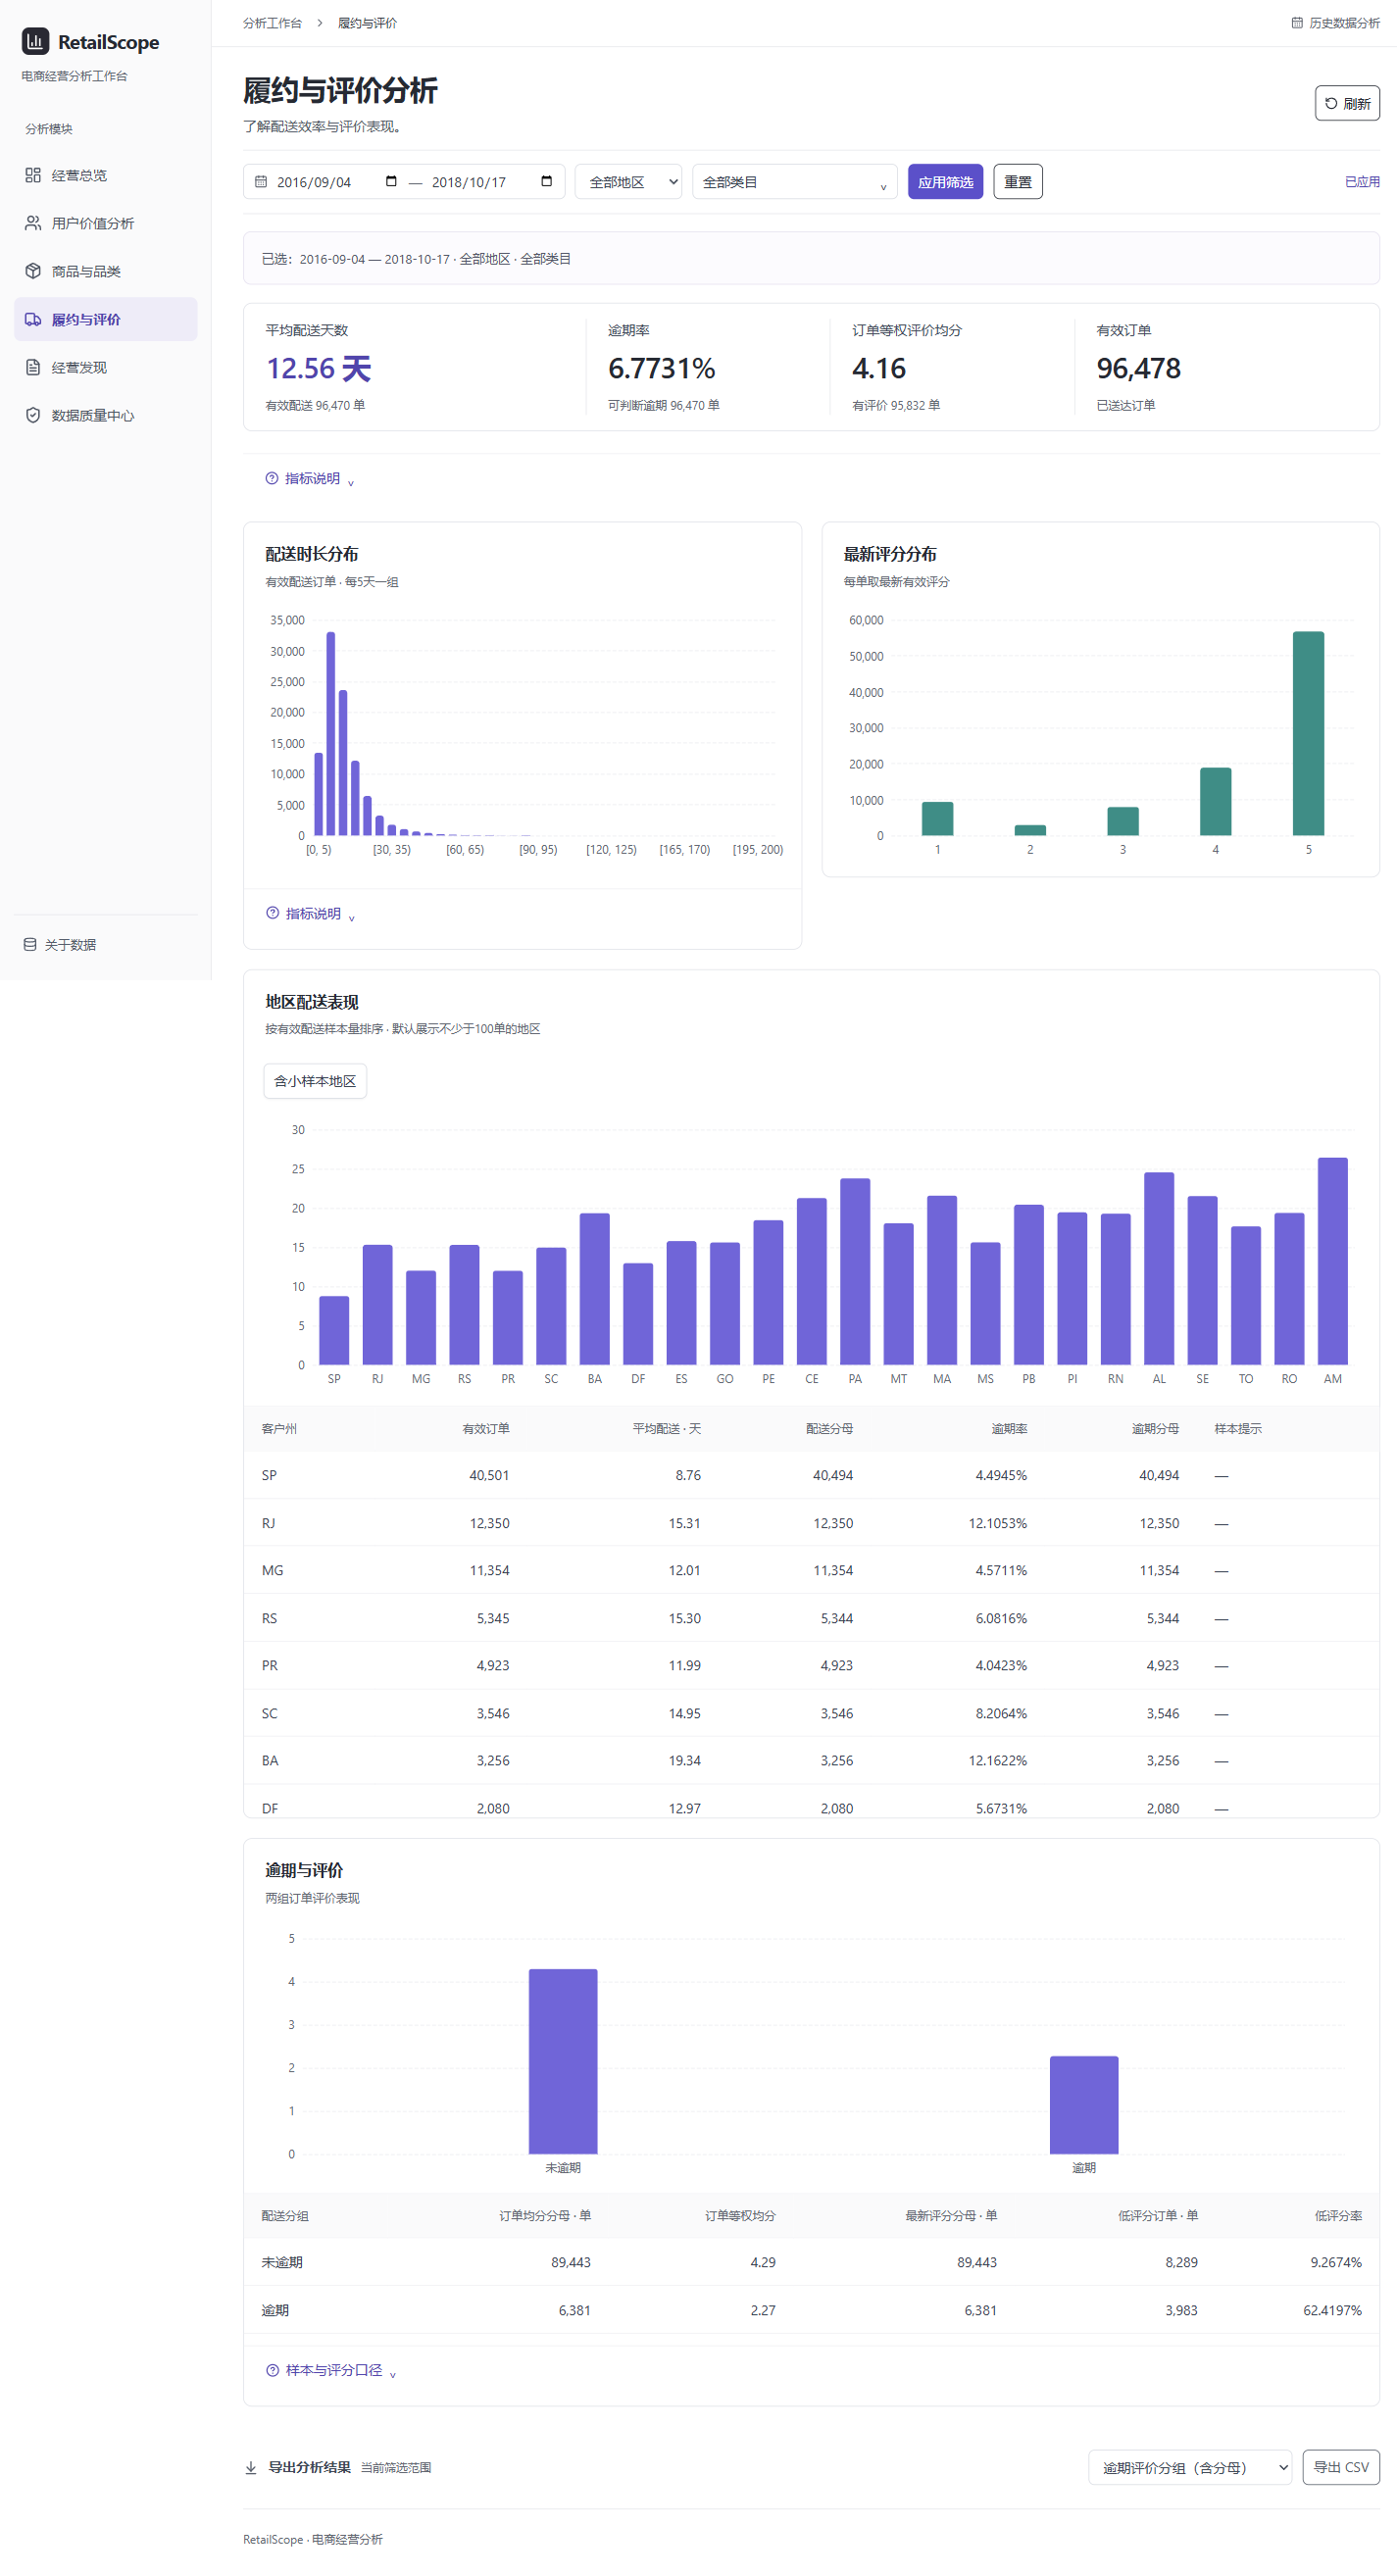 RetailScope
电商经营分析工作台
分析模块
经营总览
用户价值分析
商品与品类
履约与评价
经营发现
数据质量中心
关于数据
分析工作台 › 履约与评价
历史数据分析
履约与评价分析
了解配送效率与评价表现。
刷新
2016/09/04 — 2018/10/17 全部地区 全部类目 应用筛选 重置 已应用
已选：2016-09-04 — 2018-10-17 · 全部地区 · 全部类目
平均配送天数 逾期率 订单等权评价均分 有效订单
12.56 天 6.7731% 4.16 96,478
有效配送 96,470 单 可判断逾期 96,470 单 有评价 95,832 单 已送达订单
指标说明
配送时长分布
有效配送订单 · 每5天一组
35,000
30,000
25,000
20,000
15,000
10,000
5,000
0
[0, 5) [30, 35) [60, 65) [90, 95) [120, 125) [165, 170) [195, 200)
指标说明
最新评分分布
每单取最新有效评分
60,000
50,000
40,000
30,000
20,000
10,000
0
1 2 3 4 5
地区配送表现
按有效配送样本量排序 · 默认展示不少于100单的地区
含小样本地区
30
25
20
15
10
5
0
SP RJ MG RS PR SC BA DF ES GO PE CE PA MT MA MS PB PI RN AL SE TO RO AM
客户州 有效订单 平均配送 · 天 配送分母 逾期率 逾期分母 样本提示
SP 40,501 8.76 40,494 4.4945% 40,494 —
RJ 12,350 15.31 12,350 12.1053% 12,350 —
MG 11,354 12.01 11,354 4.5711% 11,354 —
RS 5,345 15.30 5,344 6.0816% 5,344 —
PR 4,923 11.99 4,923 4.0423% 4,923 —
SC 3,546 14.95 3,546 8.2064% 3,546 —
BA 3,256 19.34 3,256 12.1622% 3,256 —
DF 2,080 12.97 2,080 5.6731% 2,080 —
逾期与评价
两组订单评价表现
5
4
3
2
1
0
未逾期 逾期
配送分组 订单均分分母 · 单 订单等权均分 最新评分分母 · 单 低评分订单 · 单 低评分率
未逾期 89,443 4.29 89,443 8,289 9.2674%
逾期 6,381 2.27 6,381 3,983 62.4197%
样本与评分口径
导出分析结果 当前筛选范围
逾期评价分组（含分母） 导出 CSV
RetailScope · 电商经营分析